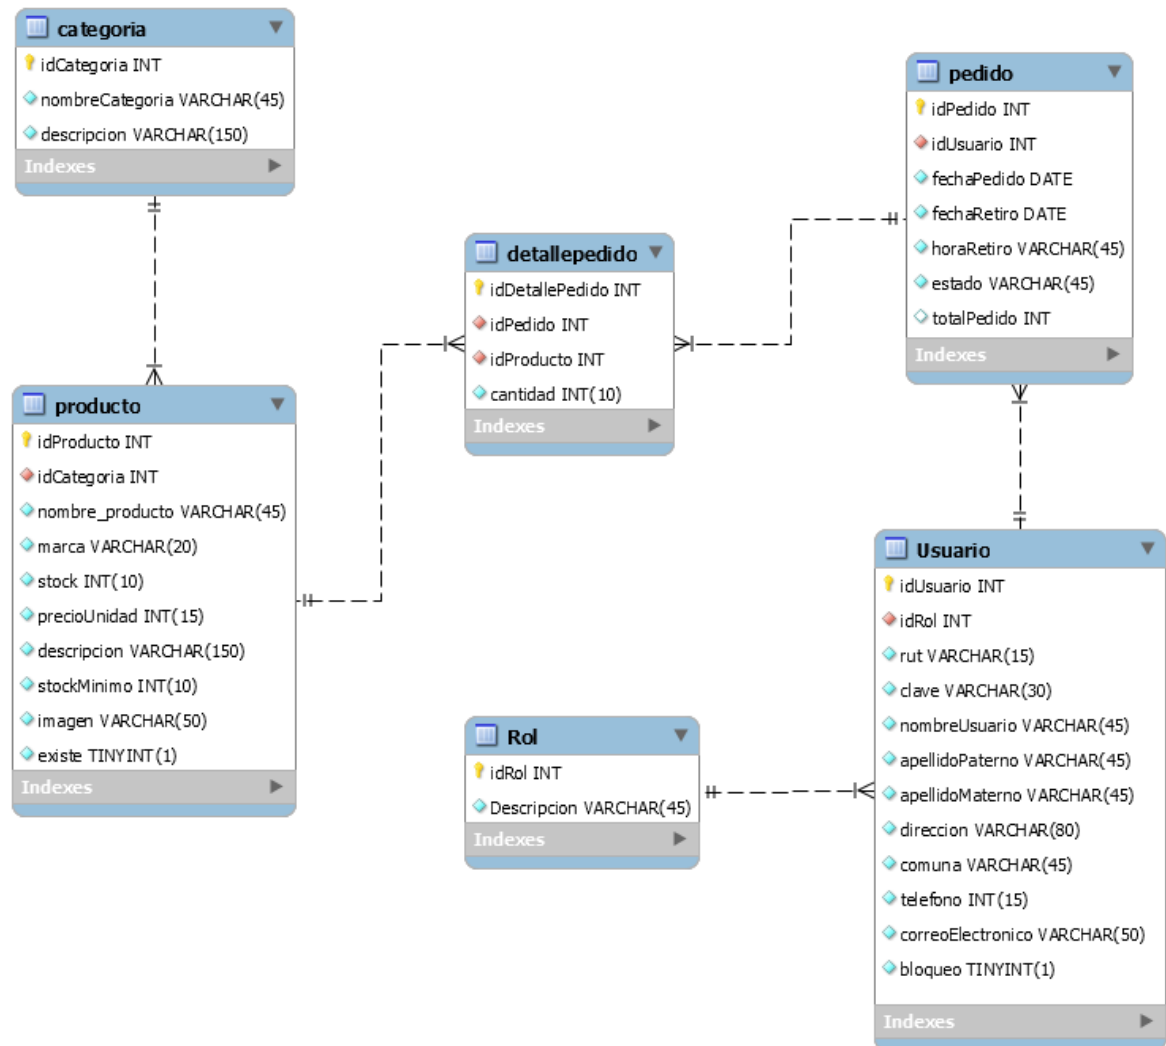 categoria
idCategoria INT
nombreCategoria VARCHAR(45)
descripcion VARCHAR(150)
Indexes
producto
idProducto INT
idCategoria INT
nombre_producto VARCHAR(45)
marca VARCHAR(20)
stock INT(10)
precioUnidad INT(15)
descripcion VARCHAR(150)
stockMinimo INT(10)
imagen VARCHAR(50)
existe TINYINT(1)
Indexes
detallepedido
idDetallePedido INT
idPedido INT
idProducto INT
cantidad INT(10)
Indexes
Rol
idRol INT
Descripcion VARCHAR(45)
Indexes
pedido
idPedido INT
idUsuario INT
fechaPedido DATE
fechaRetiro DATE
horaRetiro VARCHAR(45)
estado VARCHAR(45)
totalPedido INT
Indexes
Usuario
idUsuario INT
idRol INT
rut VARCHAR(15)
clave VARCHAR(30)
nombreUsuario VARCHAR(45)
apellidoPaterno VARCHAR(45)
apellidoMaterno VARCHAR(45)
direccion VARCHAR(80)
comuna VARCHAR(45)
telefono INT(15)
correoElectronico VARCHAR(50)
bloqueo TINYINT(1)
Indexes